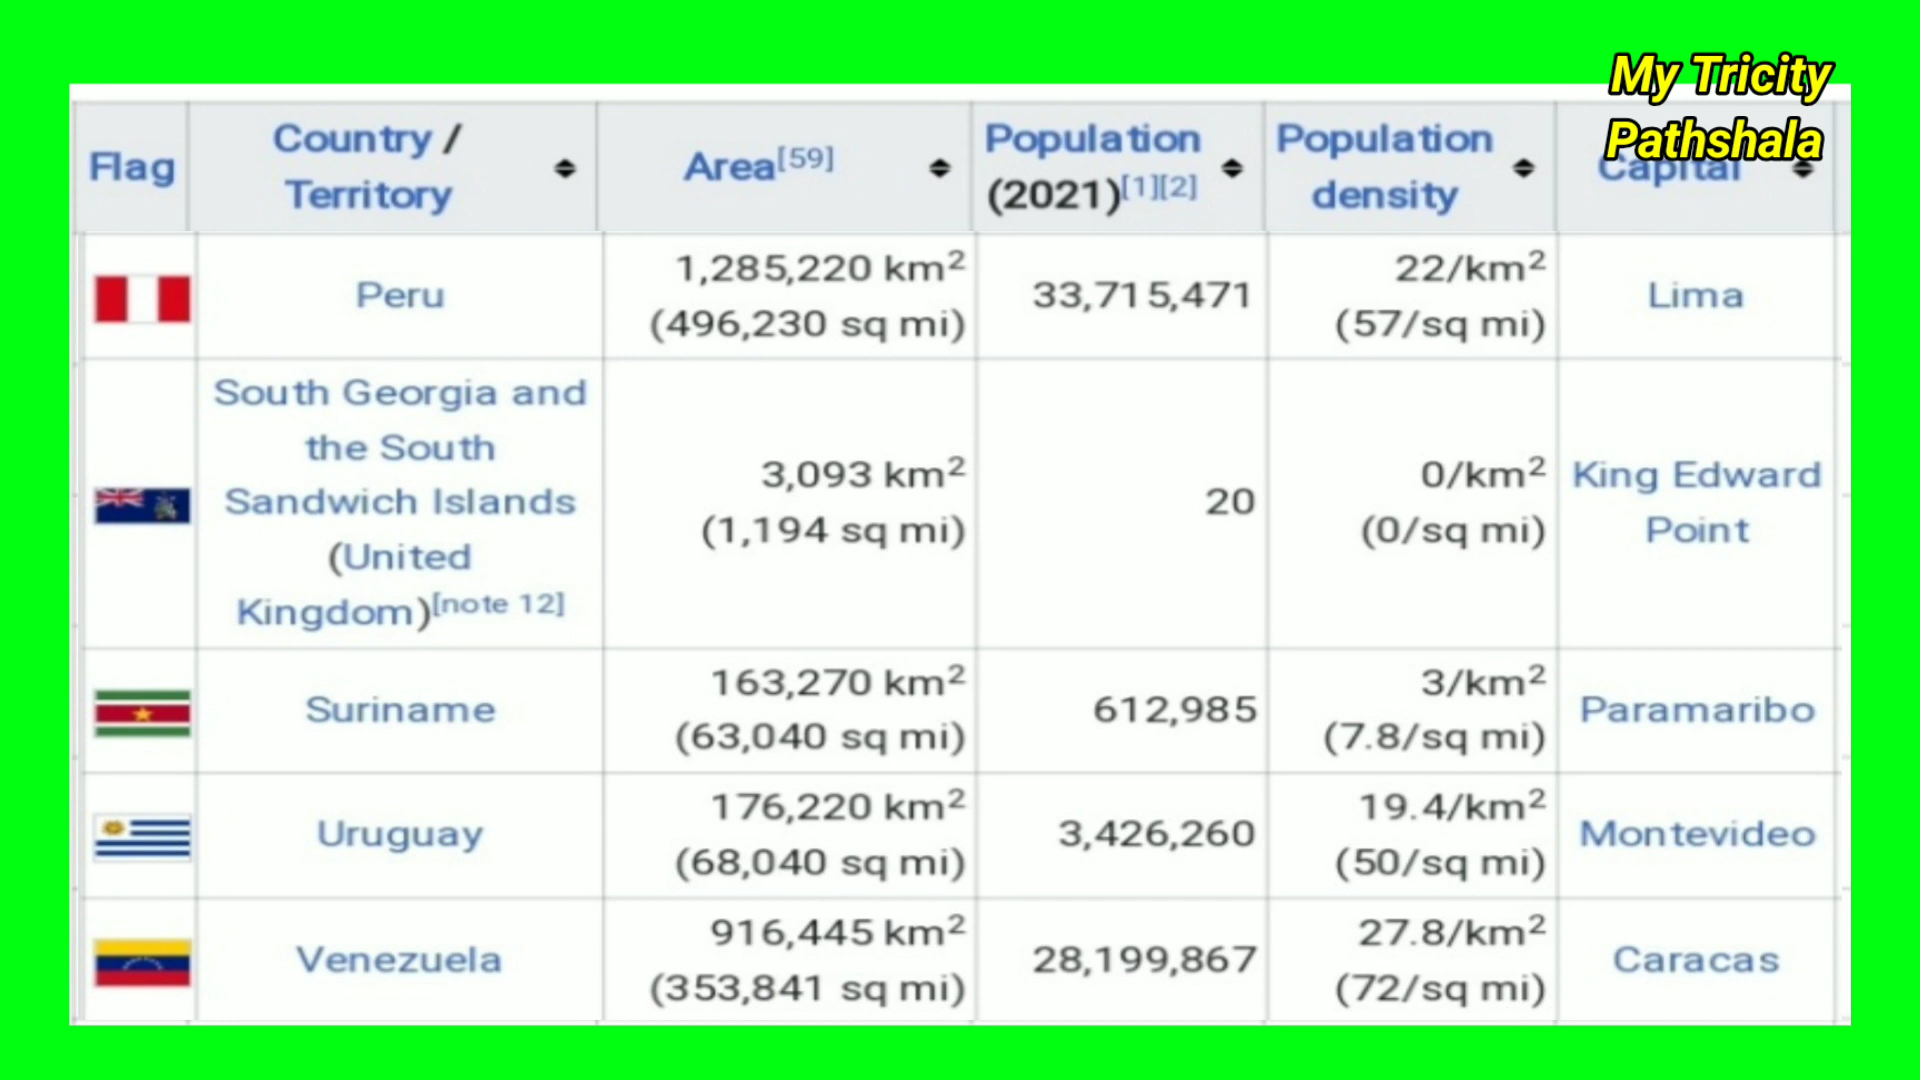 My Tricity
Pathshala
Flag
Country /
Territory
Area[59]
Population
(2021)[1][2]
Population
density
Capital
Peru
1,285,220 km²
(496,230 sq mi)
33,715,471
22/km²
(57/sq mi)
Lima
South Georgia and
the South
Sandwich Islands
(United
Kingdom)[note 12]
3,093 km²
(1,194 sq mi)
20
0/km²
(0/sq mi)
King Edward
Point
Suriname
163,270 km²
(63,040 sq mi)
612,985
3/km²
(7.8/sq mi)
Paramaribo
Uruguay
176,220 km²
(68,040 sq mi)
3,426,260
19.4/km²
(50/sq mi)
Montevideo
Venezuela
916,445 km²
(353,841 sq mi)
28,199,867
27.8/km²
(72/sq mi)
Caracas